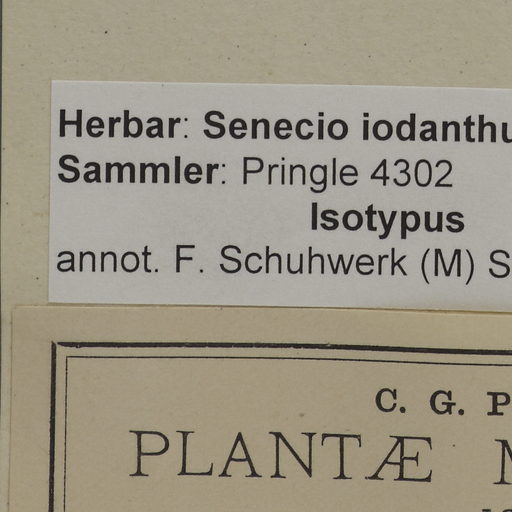 Herbar: Senecio iodanthu
Sammler: Pringle 4302
Isotypus
annot. F. Schuhwerk (M) S
C. G. P
PLANTÆ M